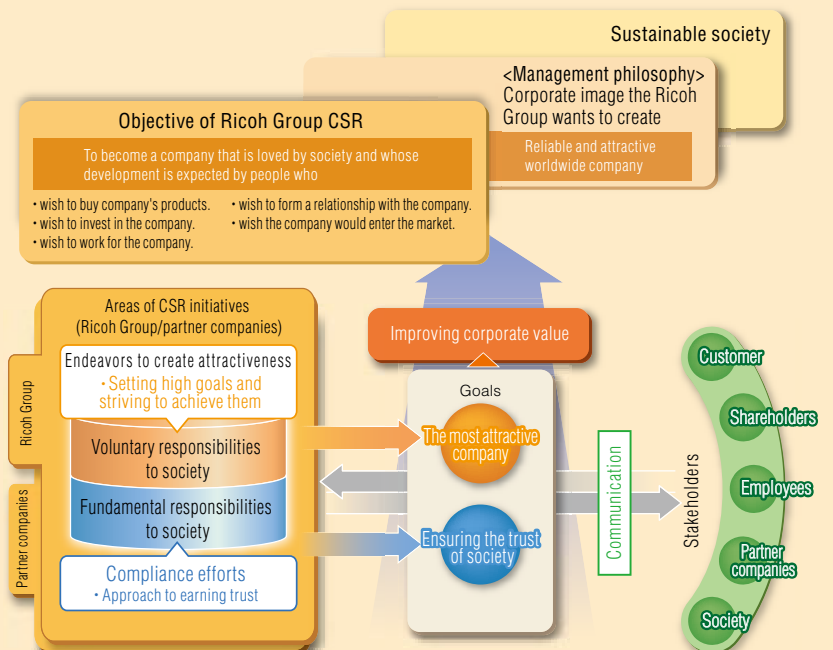 Sustainable society
<Management philosophy>
Corporate image the Ricoh
Group wants to create
Reliable and attractive
worldwide company
Objective of Ricoh Group CSR
To become a company that is loved by society and whose
development is expected by people who
• wish to buy company's products.
• wish to invest in the company.
• wish to work for the company.
• wish to form a relationship with the company.
• wish the company would enter the market.
Areas of CSR initiatives
(Ricoh Group/partner companies)
Ricoh Group
Partner companies
Endeavors to create attractiveness
• Setting high goals and
striving to achieve them
Voluntary responsibilities
to society
Fundamental responsibilities
to society
Compliance efforts
• Approach to earning trust
Improving corporate value
Goals
The most attractive
company
Ensuring the trust
of society
Communication
Stakeholders
Customer
Shareholders
Employees
Partner
companies
Society